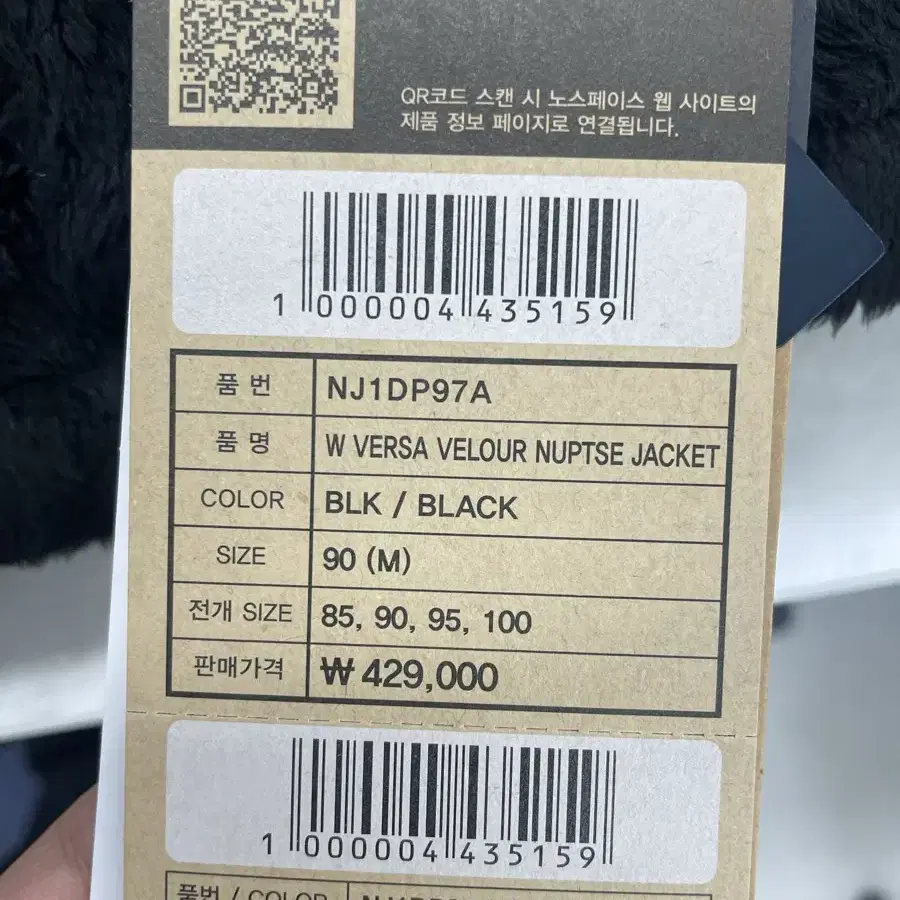 QR코드 스캔 시 노스페이스 웹 사이트의
제품 정보 페이지로 연결됩니다.
1 000004 435159
품 번 NJ1DP97A
품 명 W VERSA VELOUR NUPTSE JACKET
COLOR BLK / BLACK
SIZE 90 (M)
전개 SIZE 85, 90, 95, 100
판매가격 ₩ 429,000
1 000004 435159
품번 / COLOR